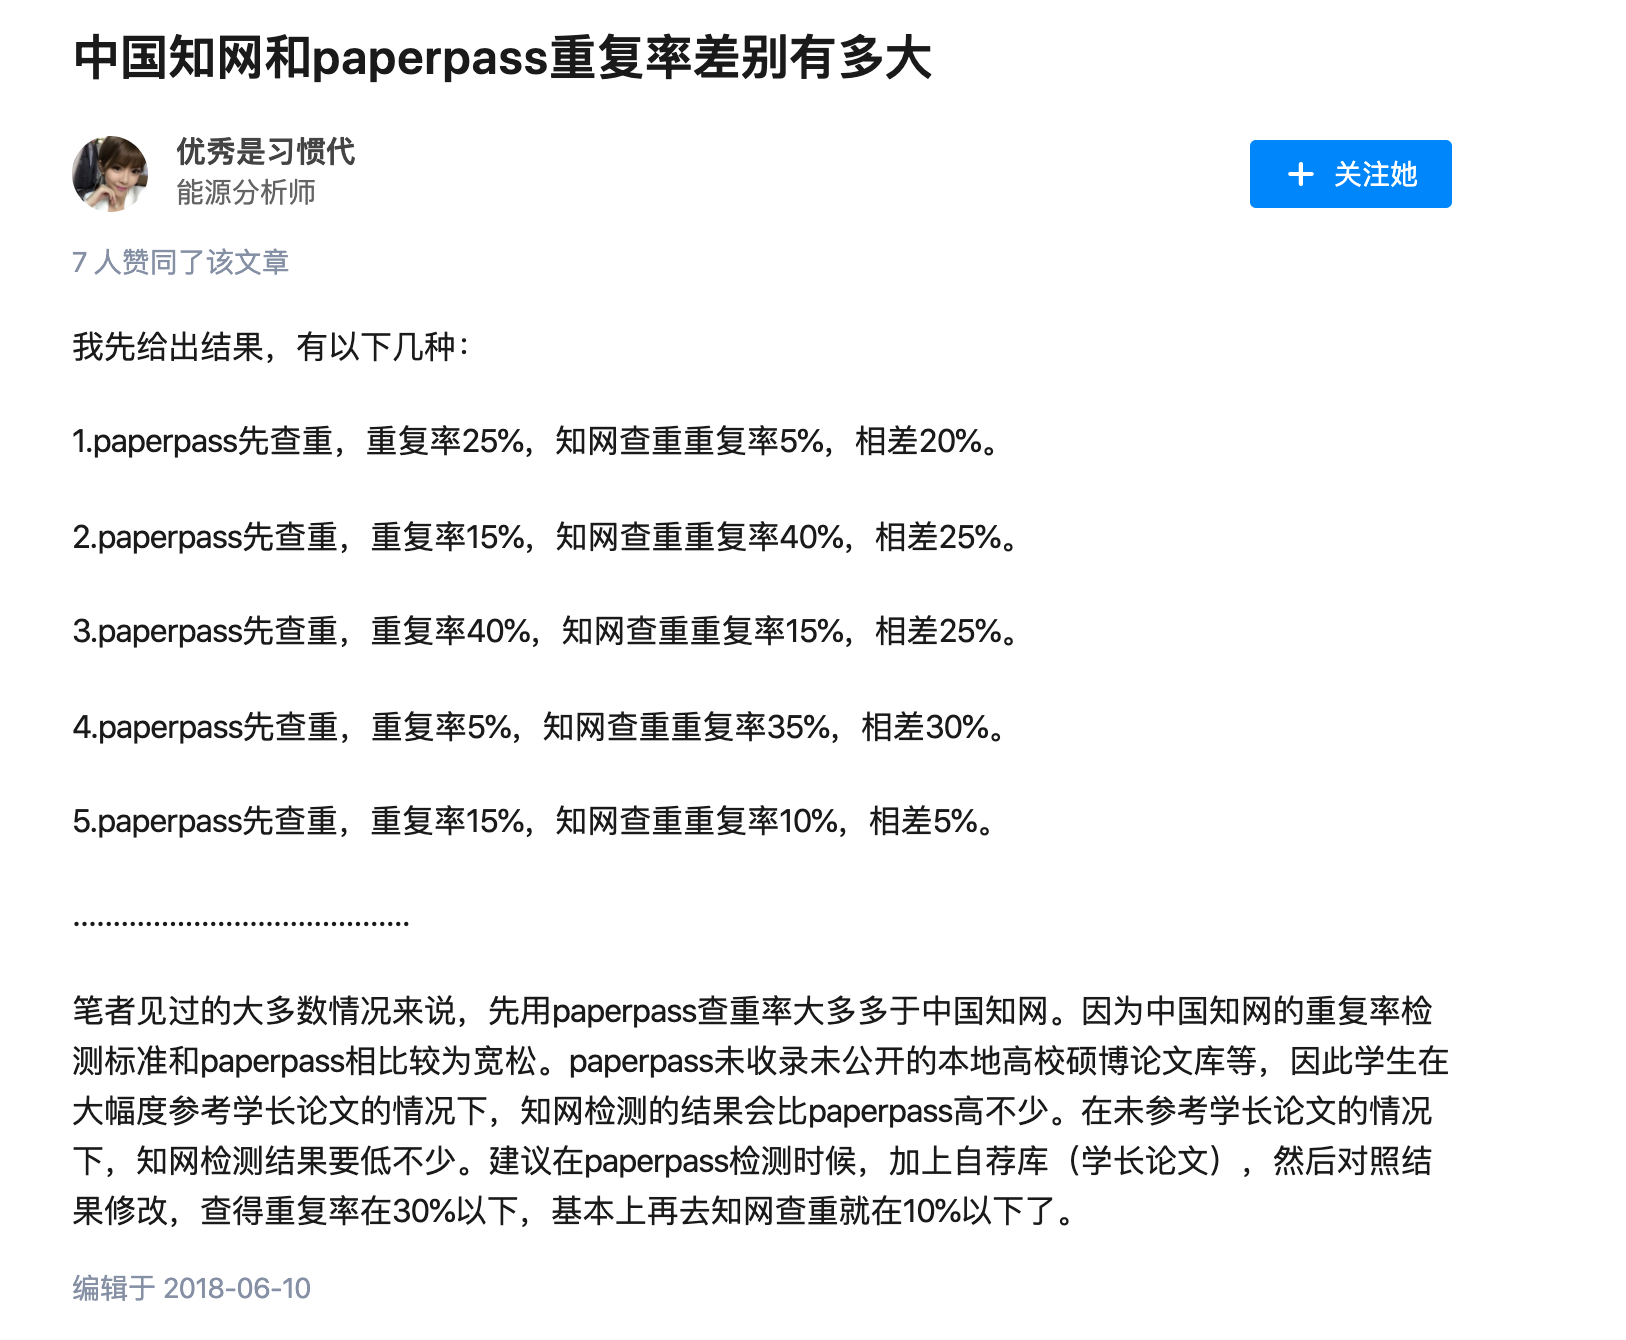 中国知网和paperpass重复率差别有多大
优秀是习惯代
能源分析师
+ 关注她
7 人赞同了该文章
我先给出结果，有以下几种：
1.paperpass先查重，重复率25%，知网查重重复率5%，相差20%。
2.paperpass先查重，重复率15%，知网查重重复率40%，相差25%。
3.paperpass先查重，重复率40%，知网查重重复率15%，相差25%。
4.paperpass先查重，重复率5%，知网查重重复率35%，相差30%。
5.paperpass先查重，重复率15%，知网查重重复率10%，相差5%。
..........................................
笔者见过的大多数情况来说，先用paperpass查重率大多多于中国知网。因为中国知网的重复率检
测标准和paperpass相比较为宽松。paperpass未收录未公开的本地高校硕博论文库等，因此学生在
大幅度参考学长论文的情况下，知网检测的结果会比paperpass高不少。在未参考学长论文的情况
下，知网检测结果要低不少。建议在paperpass检测时候，加上自荐库（学长论文），然后对照结
果修改，查得重复率在30%以下，基本上再去知网查重就在10%以下了。
编辑于 2018-06-10